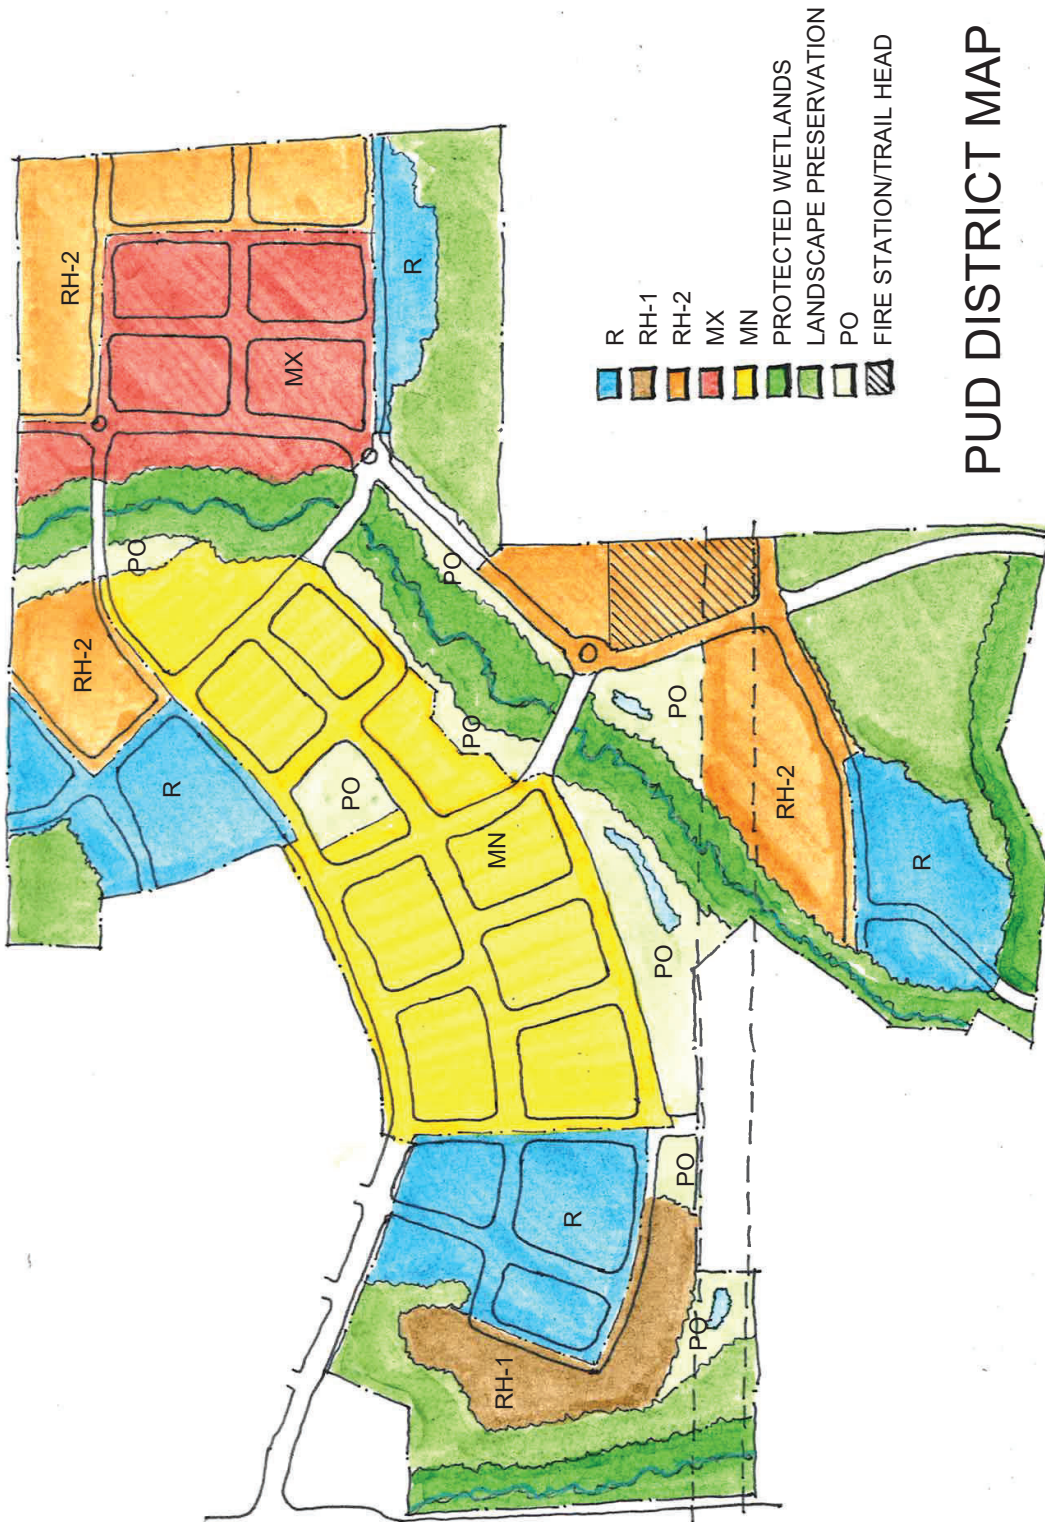 RH-2
RH-2
PO
R
MX
PO
R
PO
PO
MN
RH-1
R
PO
PO
PO
PO
RH-2
R
R
RH-1
RH-2
MX
MN
PROTECTED WETLANDS
LANDSCAPE PRESERVATION
PO
FIRE STATION/TRAIL HEAD
PUD DISTRICT MAP